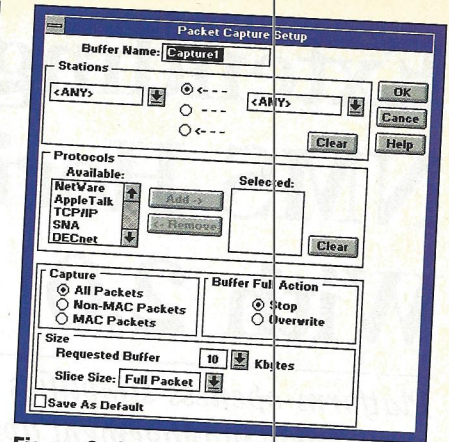 Packet Capture Setup
Buffer Name: Capture1
Stations
<ANY> <--- <ANY>
---
<---
OK
Cance
Clear Help
Protocols
Available: Selected:
NetWare
AppleTalk
TCP/IP
SNA
DECnet
Add ->
<- Remove
Clear
Capture
All Packets
Non-MAC Packets
MAC Packets
Buffer Full Action
Stop
Overwrite
Size
Requested Buffer 10 Kbytes
Slice Size: Full Packet
Save As Default